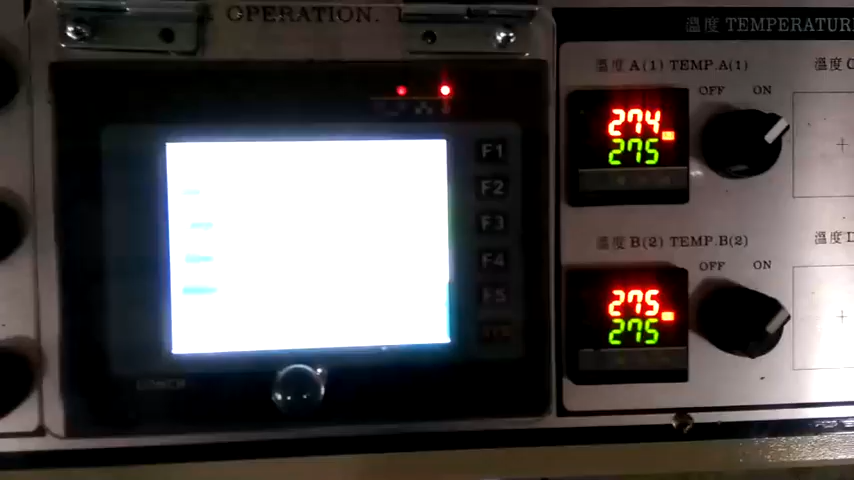 OPERATION.
溫度 TEMPERATURE
溫度 A(1) TEMP.A(1)
溫度
OFF ON
274
275
F1
F2
F3
F4
F5
溫度 B(2) TEMP.B(2)
溫度 D
OFF ON
275
275